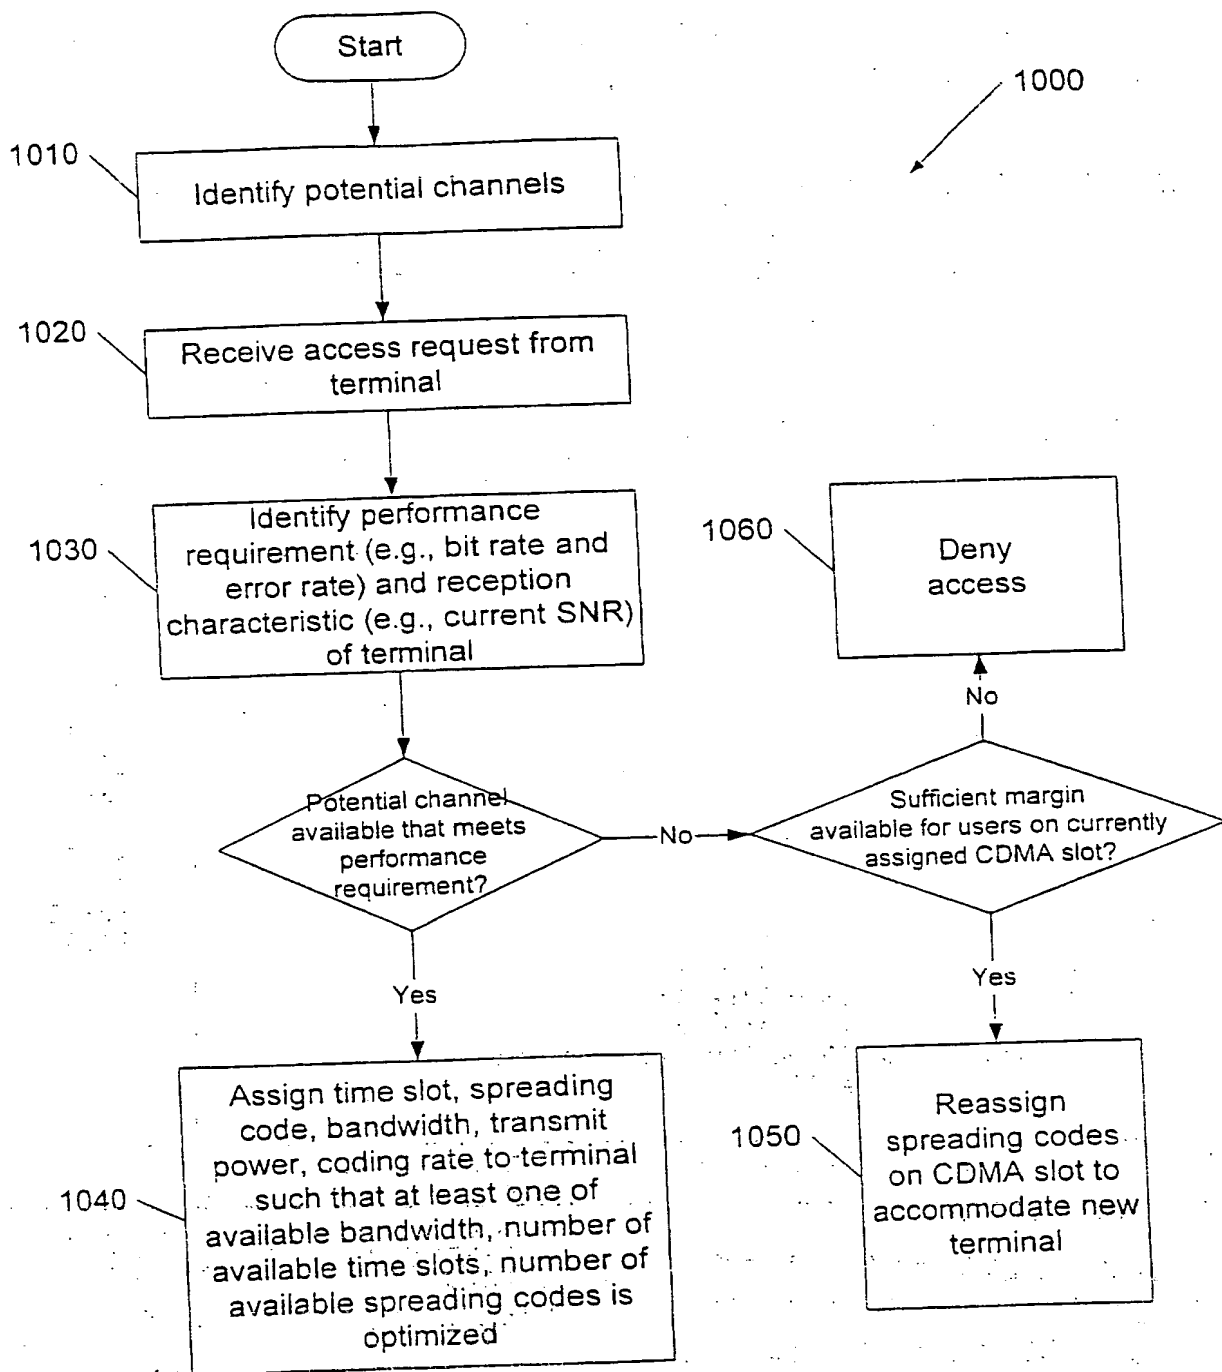 Start
1000
1010
Identify potential channels
1020
Receive access request from
terminal
1030
Identify performance
requirement (e.g., bit rate and
error rate) and reception
characteristic (e.g., current SNR)
of terminal
1060
Deny
access
No
Potential channel
available that meets
performance
requirement?
No
Sufficient margin
available for users on currently
assigned CDMA slot?
Yes
Yes
1040
Assign time slot, spreading
code, bandwidth, transmit
power, coding rate to terminal
such that at least one of
available bandwidth, number of
available time slots, number of
available spreading codes is
optimized
1050
Reassign
spreading codes
on CDMA slot to
accommodate new
terminal